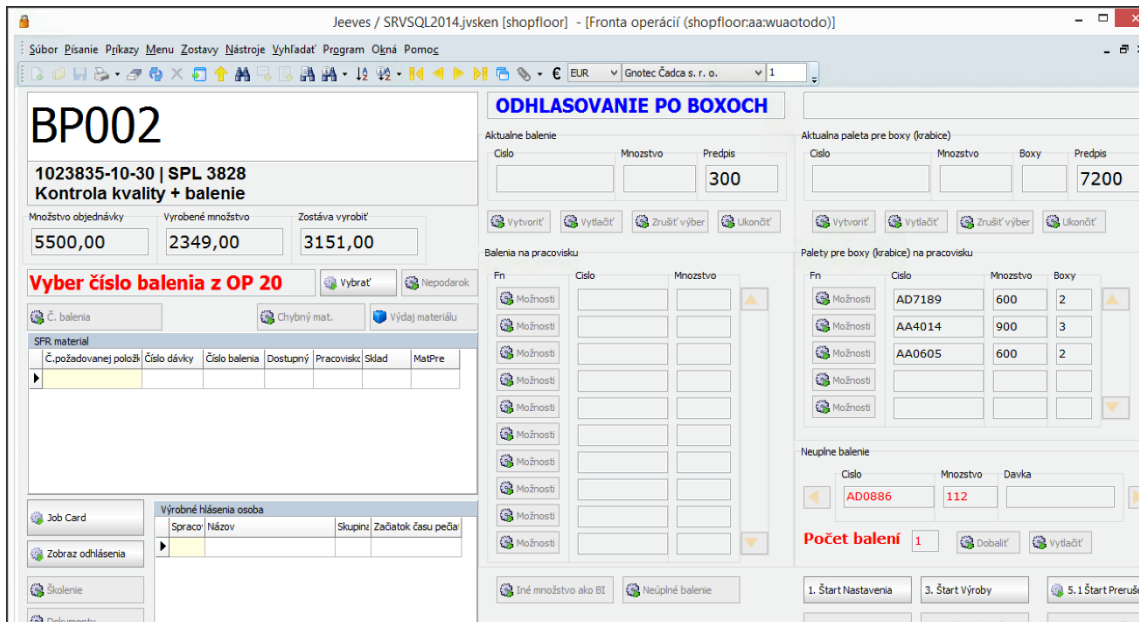 Jeeves / SRVSQL2014.jvsken [shopfloor] - [Fronta operácií (shopfloor:aa:wuaotodo)]
Súbor Písanie Príkazy Menu Zostavy Nástroje Vyhľadať Program Okná Pomoc
EUR Gnotec Čadca s. r. o. 1
BP002
1023835-10-30 | SPL 3828
Kontrola kvality + balenie
Množstvo objednávky Vyrobené množstvo Zostáva vyrobiť
5500,00 2349,00 3151,00
Vyber číslo balenia z OP 20 Vybrať Nepodarok
Č. balenia Chybný mat. Výdaj materiálu
SFR material
Č.požadovanej položk Číslo dávky Číslo balenia Dostupný Pracovisko Sklad MatPre
Job Card
Zobraz odhlásenia
Školenie
Dokumenty
Výrobné hlásenia osoba
Spraco Názov Skupina Začiatok času pečia
ODHLASOVANIE PO BOXOCH
Aktualne balenie
Cislo Mnozstvo Predpis
300
Vytvoriť Vytlačiť Zrušiť výber Ukončiť
Balenia na pracovisku
Fn Cislo Mnozstvo
Možnosti
Možnosti
Možnosti
Možnosti
Možnosti
Možnosti
Možnosti
Možnosti
Možnosti
Možnosti
Iné množstvo ako BI Neúplné balenie
Aktualna paleta pre boxy (krabice)
Cislo Mnozstvo Boxy Predpis
7200
Vytvoriť Vytlačiť Zrušiť výber Ukončiť
Palety pre boxy (krabice) na pracovisku
Fn Cislo Mnozstvo Boxy
Možnosti AD7189 600 2
Možnosti AA4014 900 3
Možnosti AA0605 600 2
Možnosti
Možnosti
Neuplne balenie
Cislo Mnozstvo Davka
AD0886 112
Počet balení 1 Dobaliť Vytlačiť
1. Štart Nastavenia 3. Štart Výroby 5.1 Štart Preruše